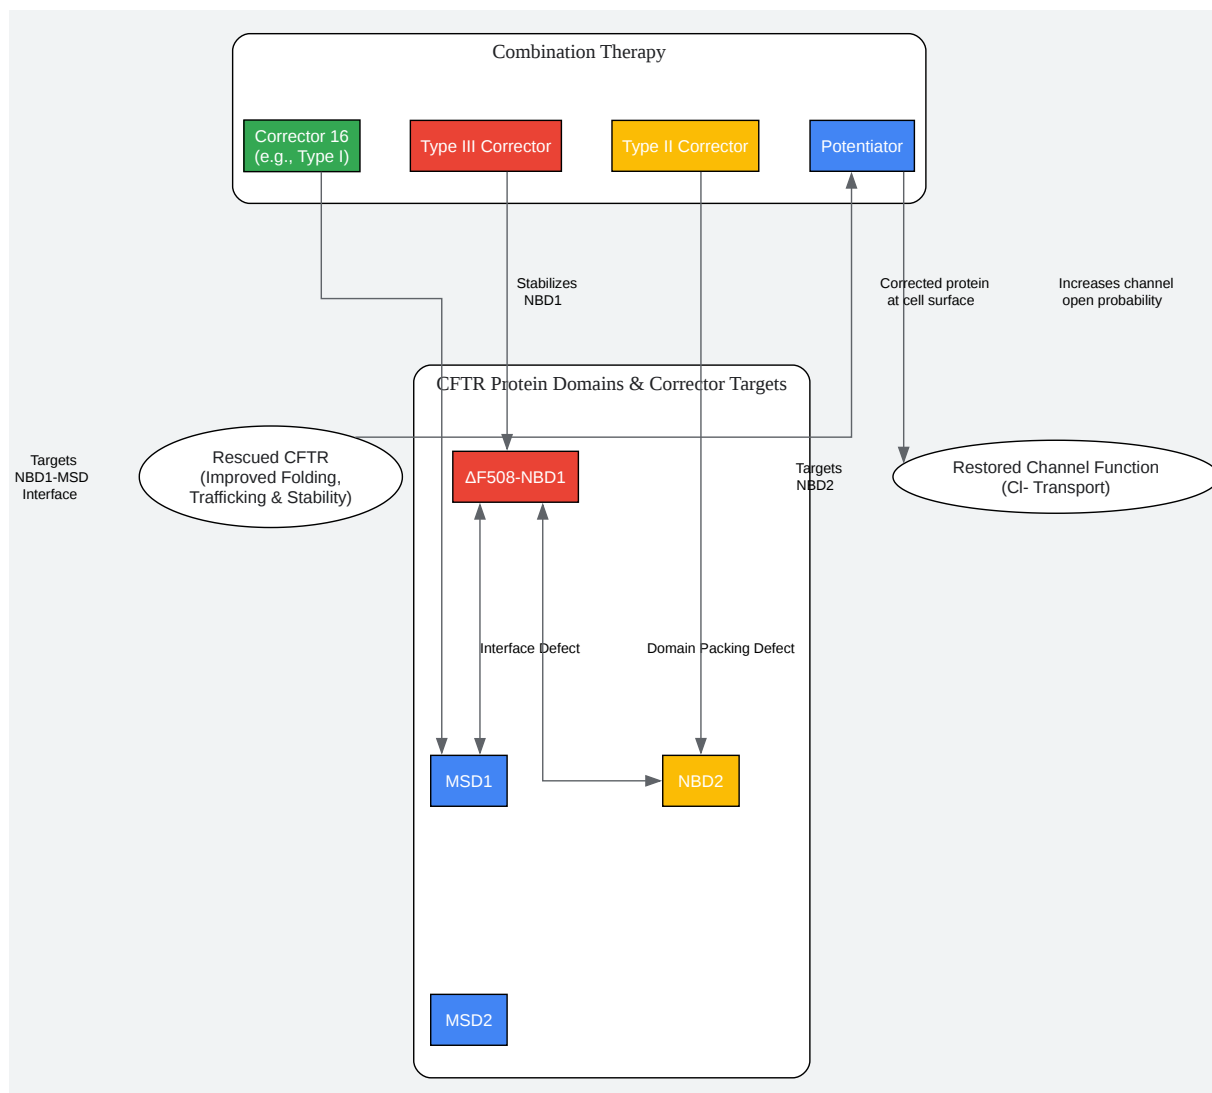 Combination Therapy
Corrector 16
(e.g., Type I)
Type III Corrector
Type II Corrector
Potentiator
Stabilizes
NBD1
Corrected protein
at cell surface
Increases channel
open probability
CFTR Protein Domains & Corrector Targets
Targets
NBD1-MSD
Interface
Rescued CFTR
(Improved Folding,
Trafficking & Stability)
ΔF508-NBD1
Targets
NBD2
Restored Channel Function
(Cl- Transport)
Interface Defect
Domain Packing Defect
MSD1
NBD2
MSD2